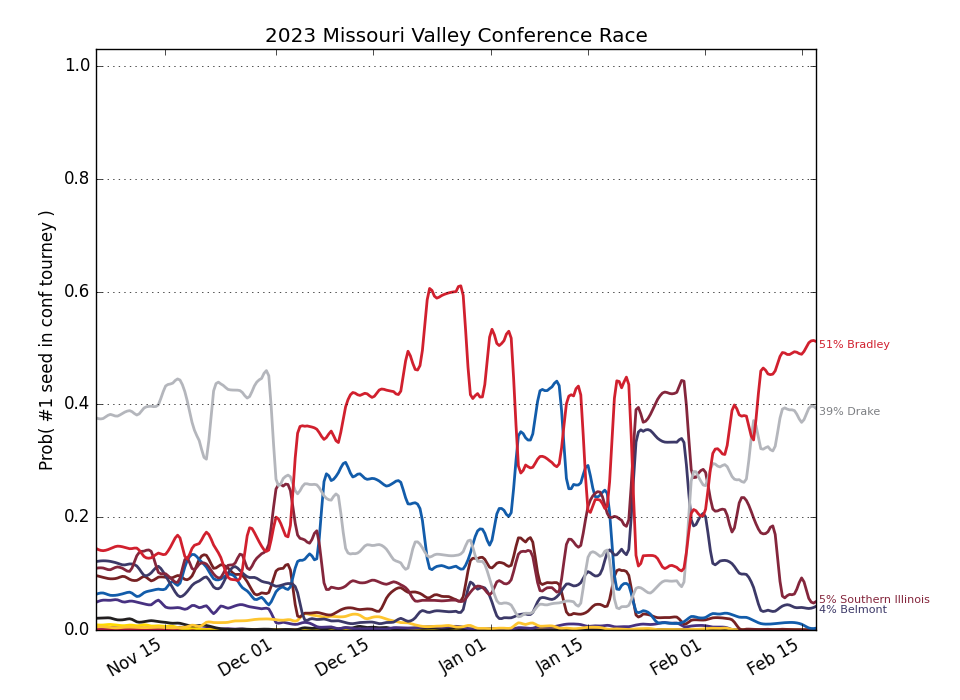 2023 Missouri Valley Conference Race
Prob( #1 seed in conf tourney )
1.0
0.8
0.6
0.4
0.2
0.0
51% Bradley
39% Drake
5% Southern Illinois
4% Belmont
Nov 15
Dec 01
Dec 15
Jan 01
Jan 15
Feb 01
Feb 15